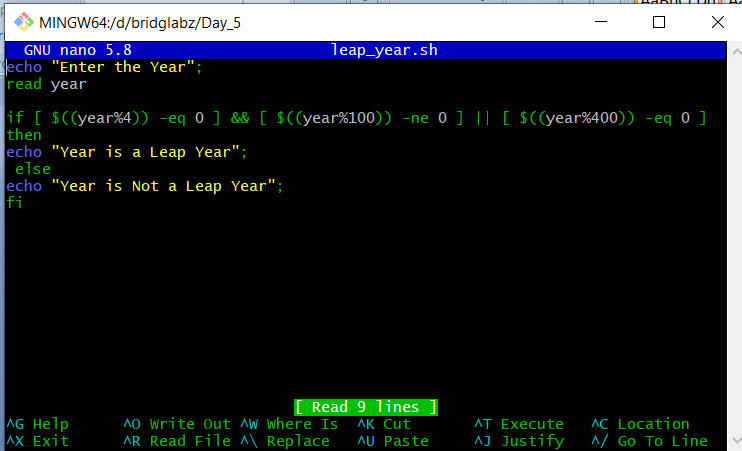 MINGW64:/d/bridglabz/Day_5
GNU nano 5.8 leap_year.sh
echo "Enter the Year";
read year
if [ $((year%4)) -eq 0 ] && [ $((year%100)) -ne 0 ] || [ $((year%400)) -eq 0 ]
then
echo "Year is a Leap Year";
 else
echo "Year is Not a Leap Year";
fi
[ Read 9 lines ]
^G Help ^O Write Out ^W Where Is ^K Cut ^T Execute ^C Location
^X Exit ^R Read File ^\ Replace ^U Paste ^J Justify ^/ Go To Line